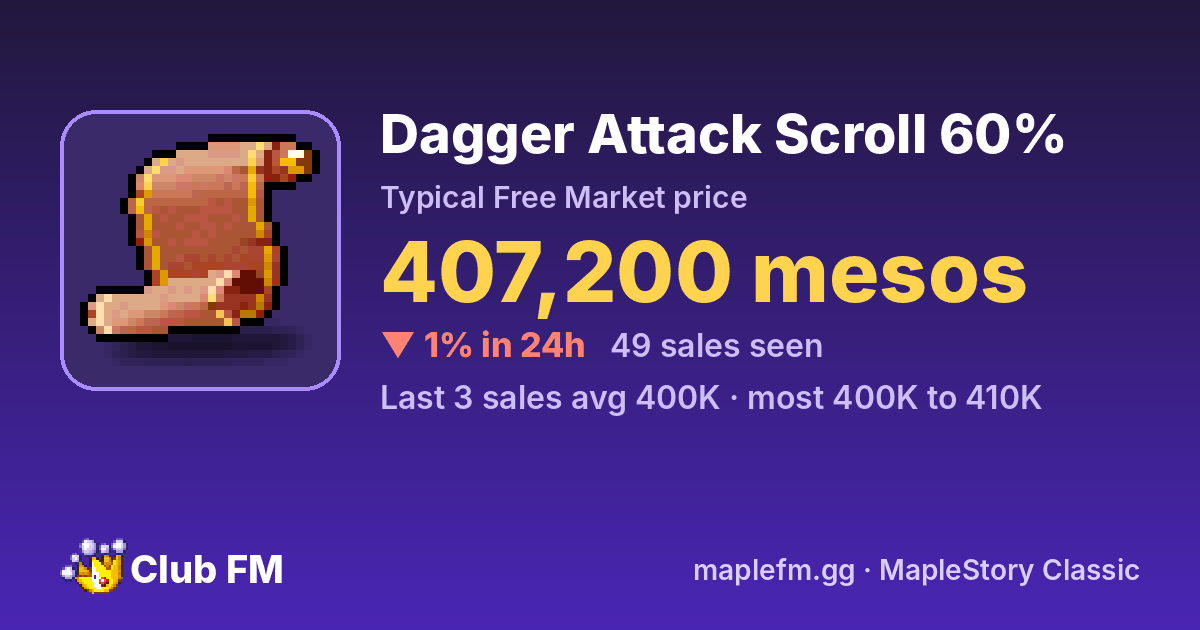 Dagger Attack Scroll 60%
Typical Free Market price
407,200 mesos
▼ 1% in 24h 49 sales seen
Last 3 sales avg 400K · most 400K to 410K
Club FM
maplefm.gg · MapleStory Classic